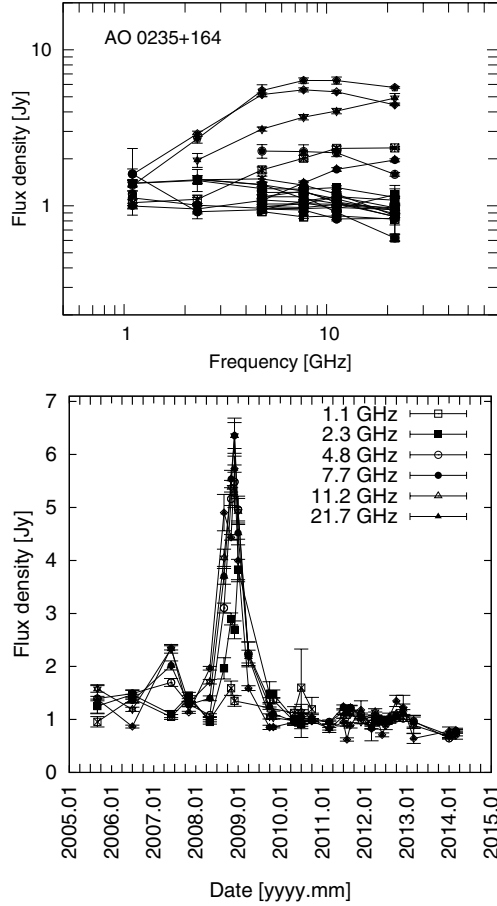 AO 0235+164
10
1
Flux density [Jy]
1
10
Frequency [GHz]
7
6
5
4
3
2
1
0
Flux density [Jy]
1.1 GHz
2.3 GHz
4.8 GHz
7.7 GHz
11.2 GHz
21.7 GHz
2005.01
2006.01
2007.01
2008.01
2009.01
2010.01
2011.01
2012.01
2013.01
2014.01
2015.01
Date [yyyy.mm]